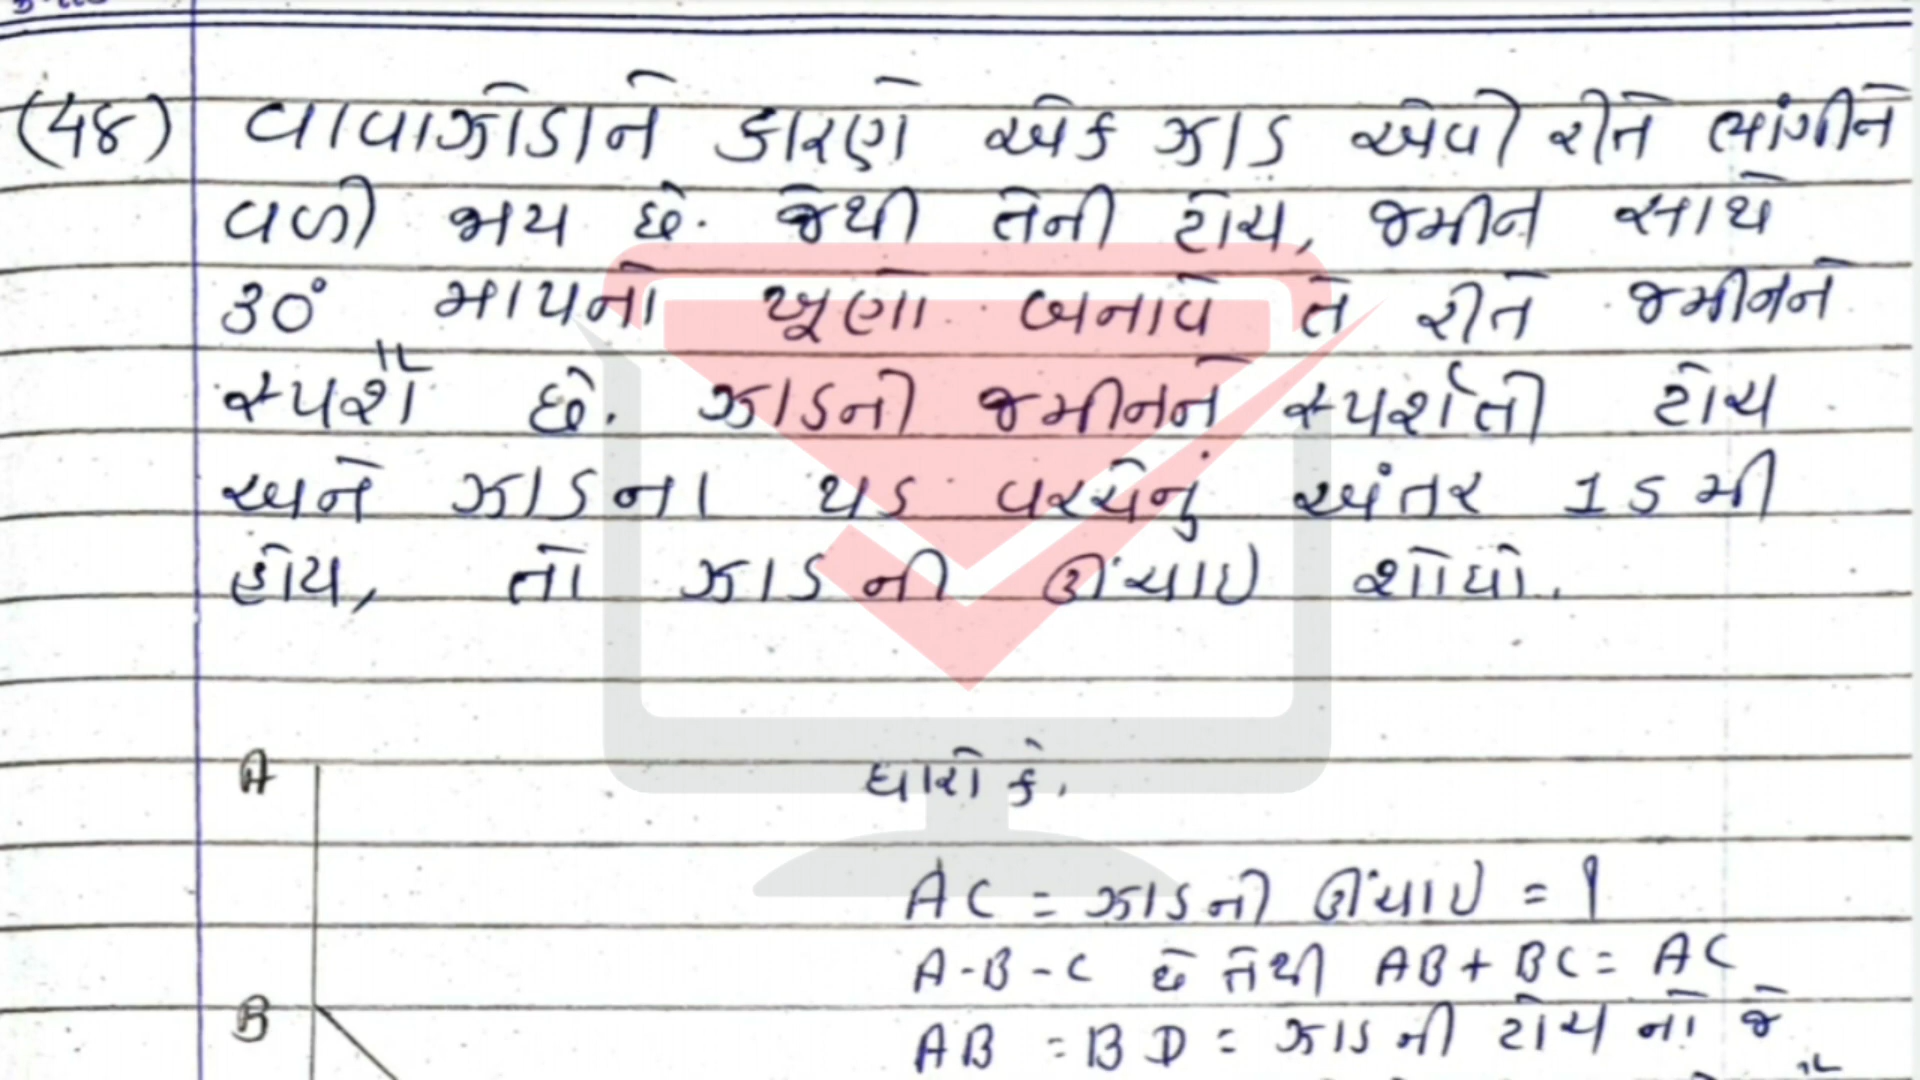 (48) વાવાઝોડાને કારણે એક ઝાડ એવી રીતે ભાંગીને
વળી જાય છે. જેથી તેની ટોચ, જમીન સાથે
30° માપનો ખૂણો બનાવે તે રીતે જમીનને
સ્પર્શે છે. ઝાડની જમીનને સ્પર્શતી ટોચ
અને ઝાડના થડ વચ્ચેનું અંતર 15 મી
હોય, તો ઝાડની ઊંચાઇ શોધો.
A
ધારો કે,
AC = ઝાડની ઊંચાઇ =
A-B-C છે તેથી AB + BC = AC
B
AB = BD = ઝાડની ટોચ નો જે